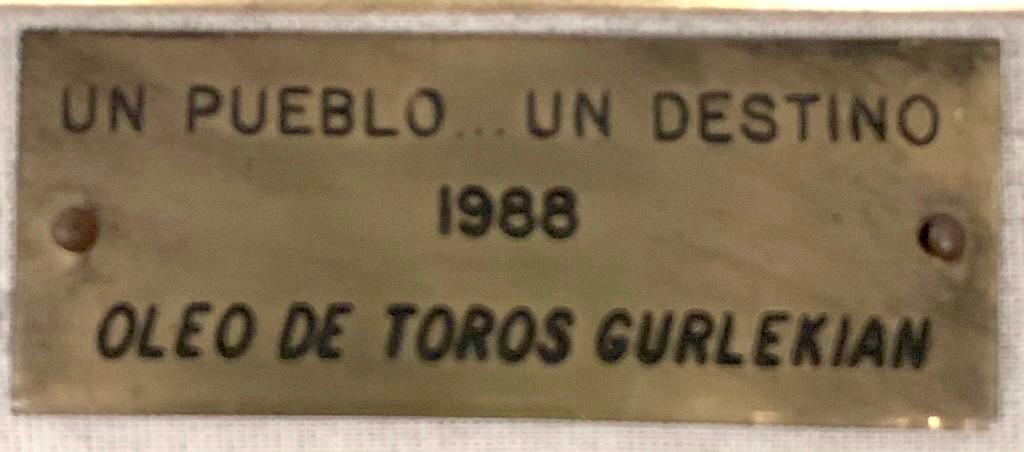 UN PUEBLO... UN DESTINO
1988
OLEO DE TOROS GURLEKIAN